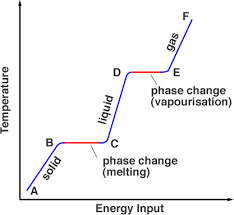 F
gas
D
E
phase change
(vapourisation)
liquid
Temperature
B
C
solid
phase change
(melting)
A
Energy Input